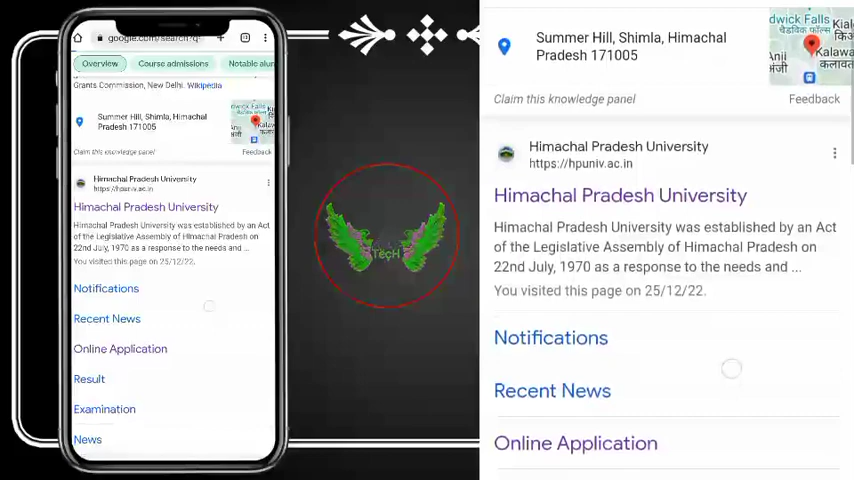 google.com/search?q
Overview
Course admissions
Notable alun
Grants Commission, New Delhi. Wikipedia
Summer Hill, Shimla, Himachal
Pradesh 171005
Claim this knowledge panel
Feedback
Himachal Pradesh University
https://hpuniv.ac.in
Himachal Pradesh University
Himachal Pradesh University was established by an Act
of the Legislative Assembly of Himachal Pradesh on
22nd July, 1970 as a response to the needs and ...
You visited this page on 25/12/22.
Notifications
Recent News
Online Application
Result
Examination
News
TecH
Summer Hill, Shimla, Himachal
Pradesh 171005
dwick Falls
चैडविक फॉल्स
Anji
अंजी
Kalawa
कलावत
Claim this knowledge panel
Feedback
Himachal Pradesh University
https://hpuniv.ac.in
Himachal Pradesh University
Himachal Pradesh University was established by an Act
of the Legislative Assembly of Himachal Pradesh on
22nd July, 1970 as a response to the needs and ...
You visited this page on 25/12/22.
Notifications
Recent News
Online Application